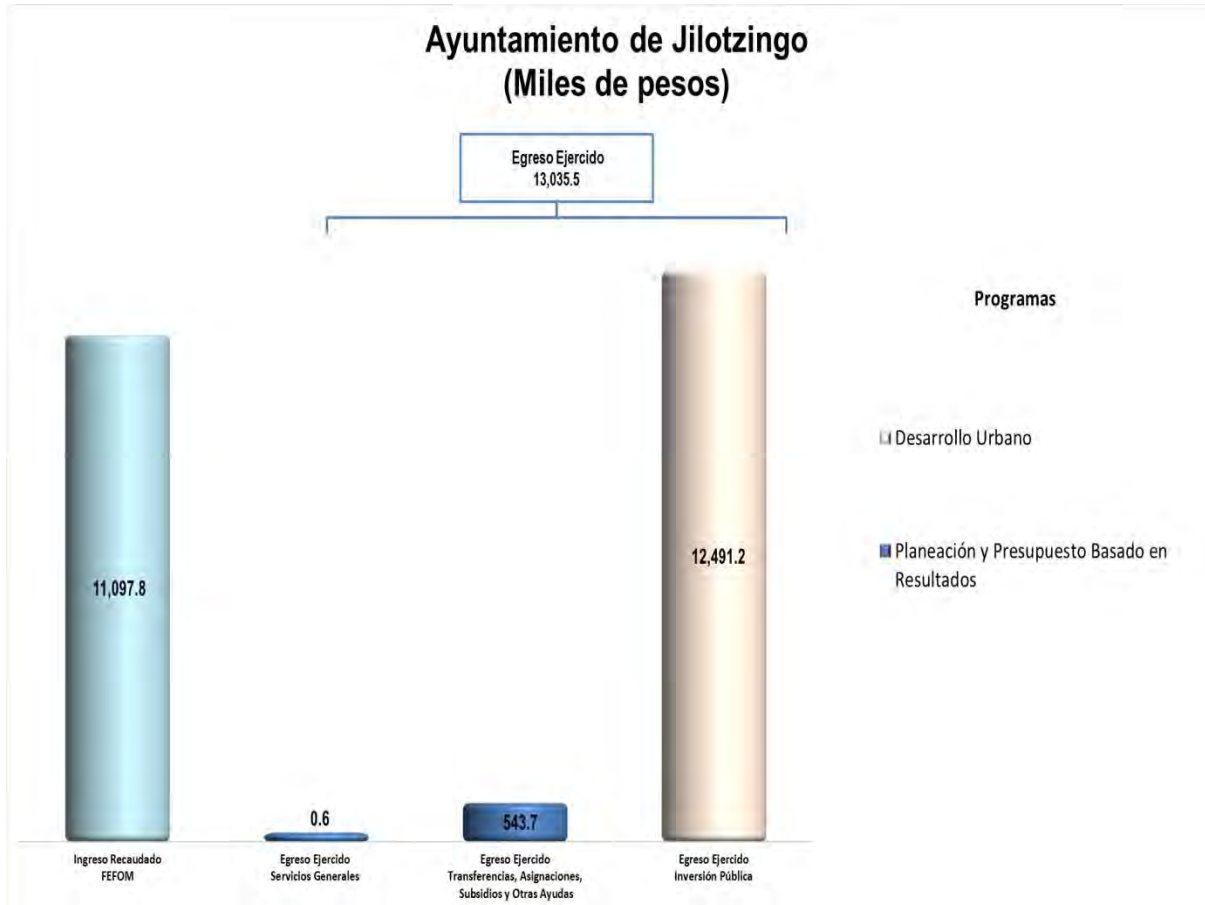 Ayuntamiento de Jilotzingo
(Miles de pesos)
Egreso Ejercido
13,035.5
Programas
Desarrollo Urbano
Planeación y Presupuesto Basado en
Resultados
11,097.8
0.6
543.7
12,491.2
Ingreso Recaudado
FEFOM
Egreso Ejercido
Servicios Generales
Egreso Ejercido
Transferencias, Asignaciones,
Subsidios y Otras Ayudas
Egreso Ejercido
Inversión Pública